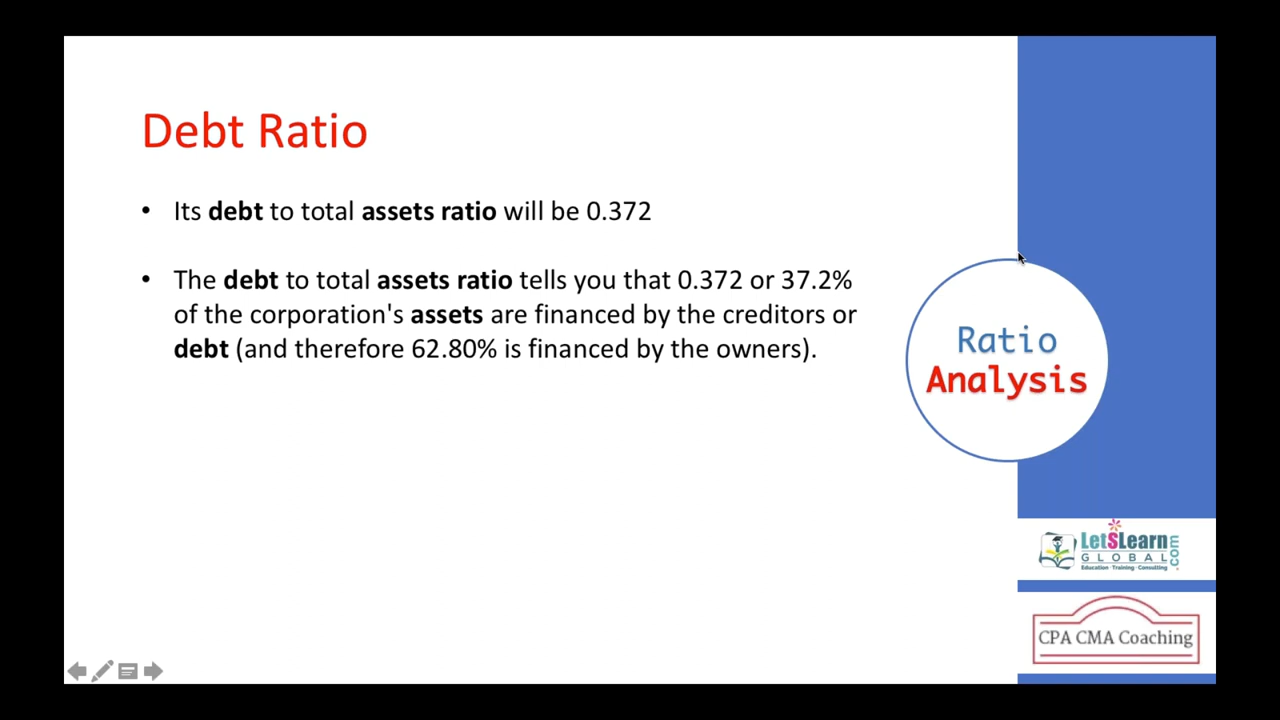 Debt Ratio
• Its debt to total assets ratio will be 0.372
• The debt to total assets ratio tells you that 0.372 or 37.2%
of the corporation's assets are financed by the creditors or
debt (and therefore 62.80% is financed by the owners).
Ratio
Analysis
LetSLearn
GLOBAL
.com
Education · Training · Consulting
CPA CMA Coaching